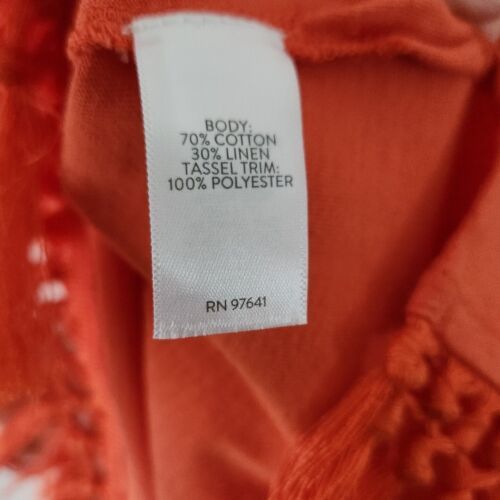 BODY:
70% COTTON
30% LINEN
TASSEL TRIM:
100% POLYESTER
RN 97641